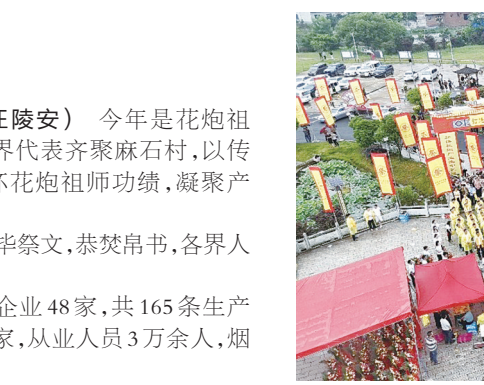 陵安） 今年是花炮祖
界代表齐聚麻石村，以传
怀花炮祖师功绩，凝聚产
毕祭文，恭焚帛书，各界人
企业48家，共165条生产
家，从业人员3万余人，烟